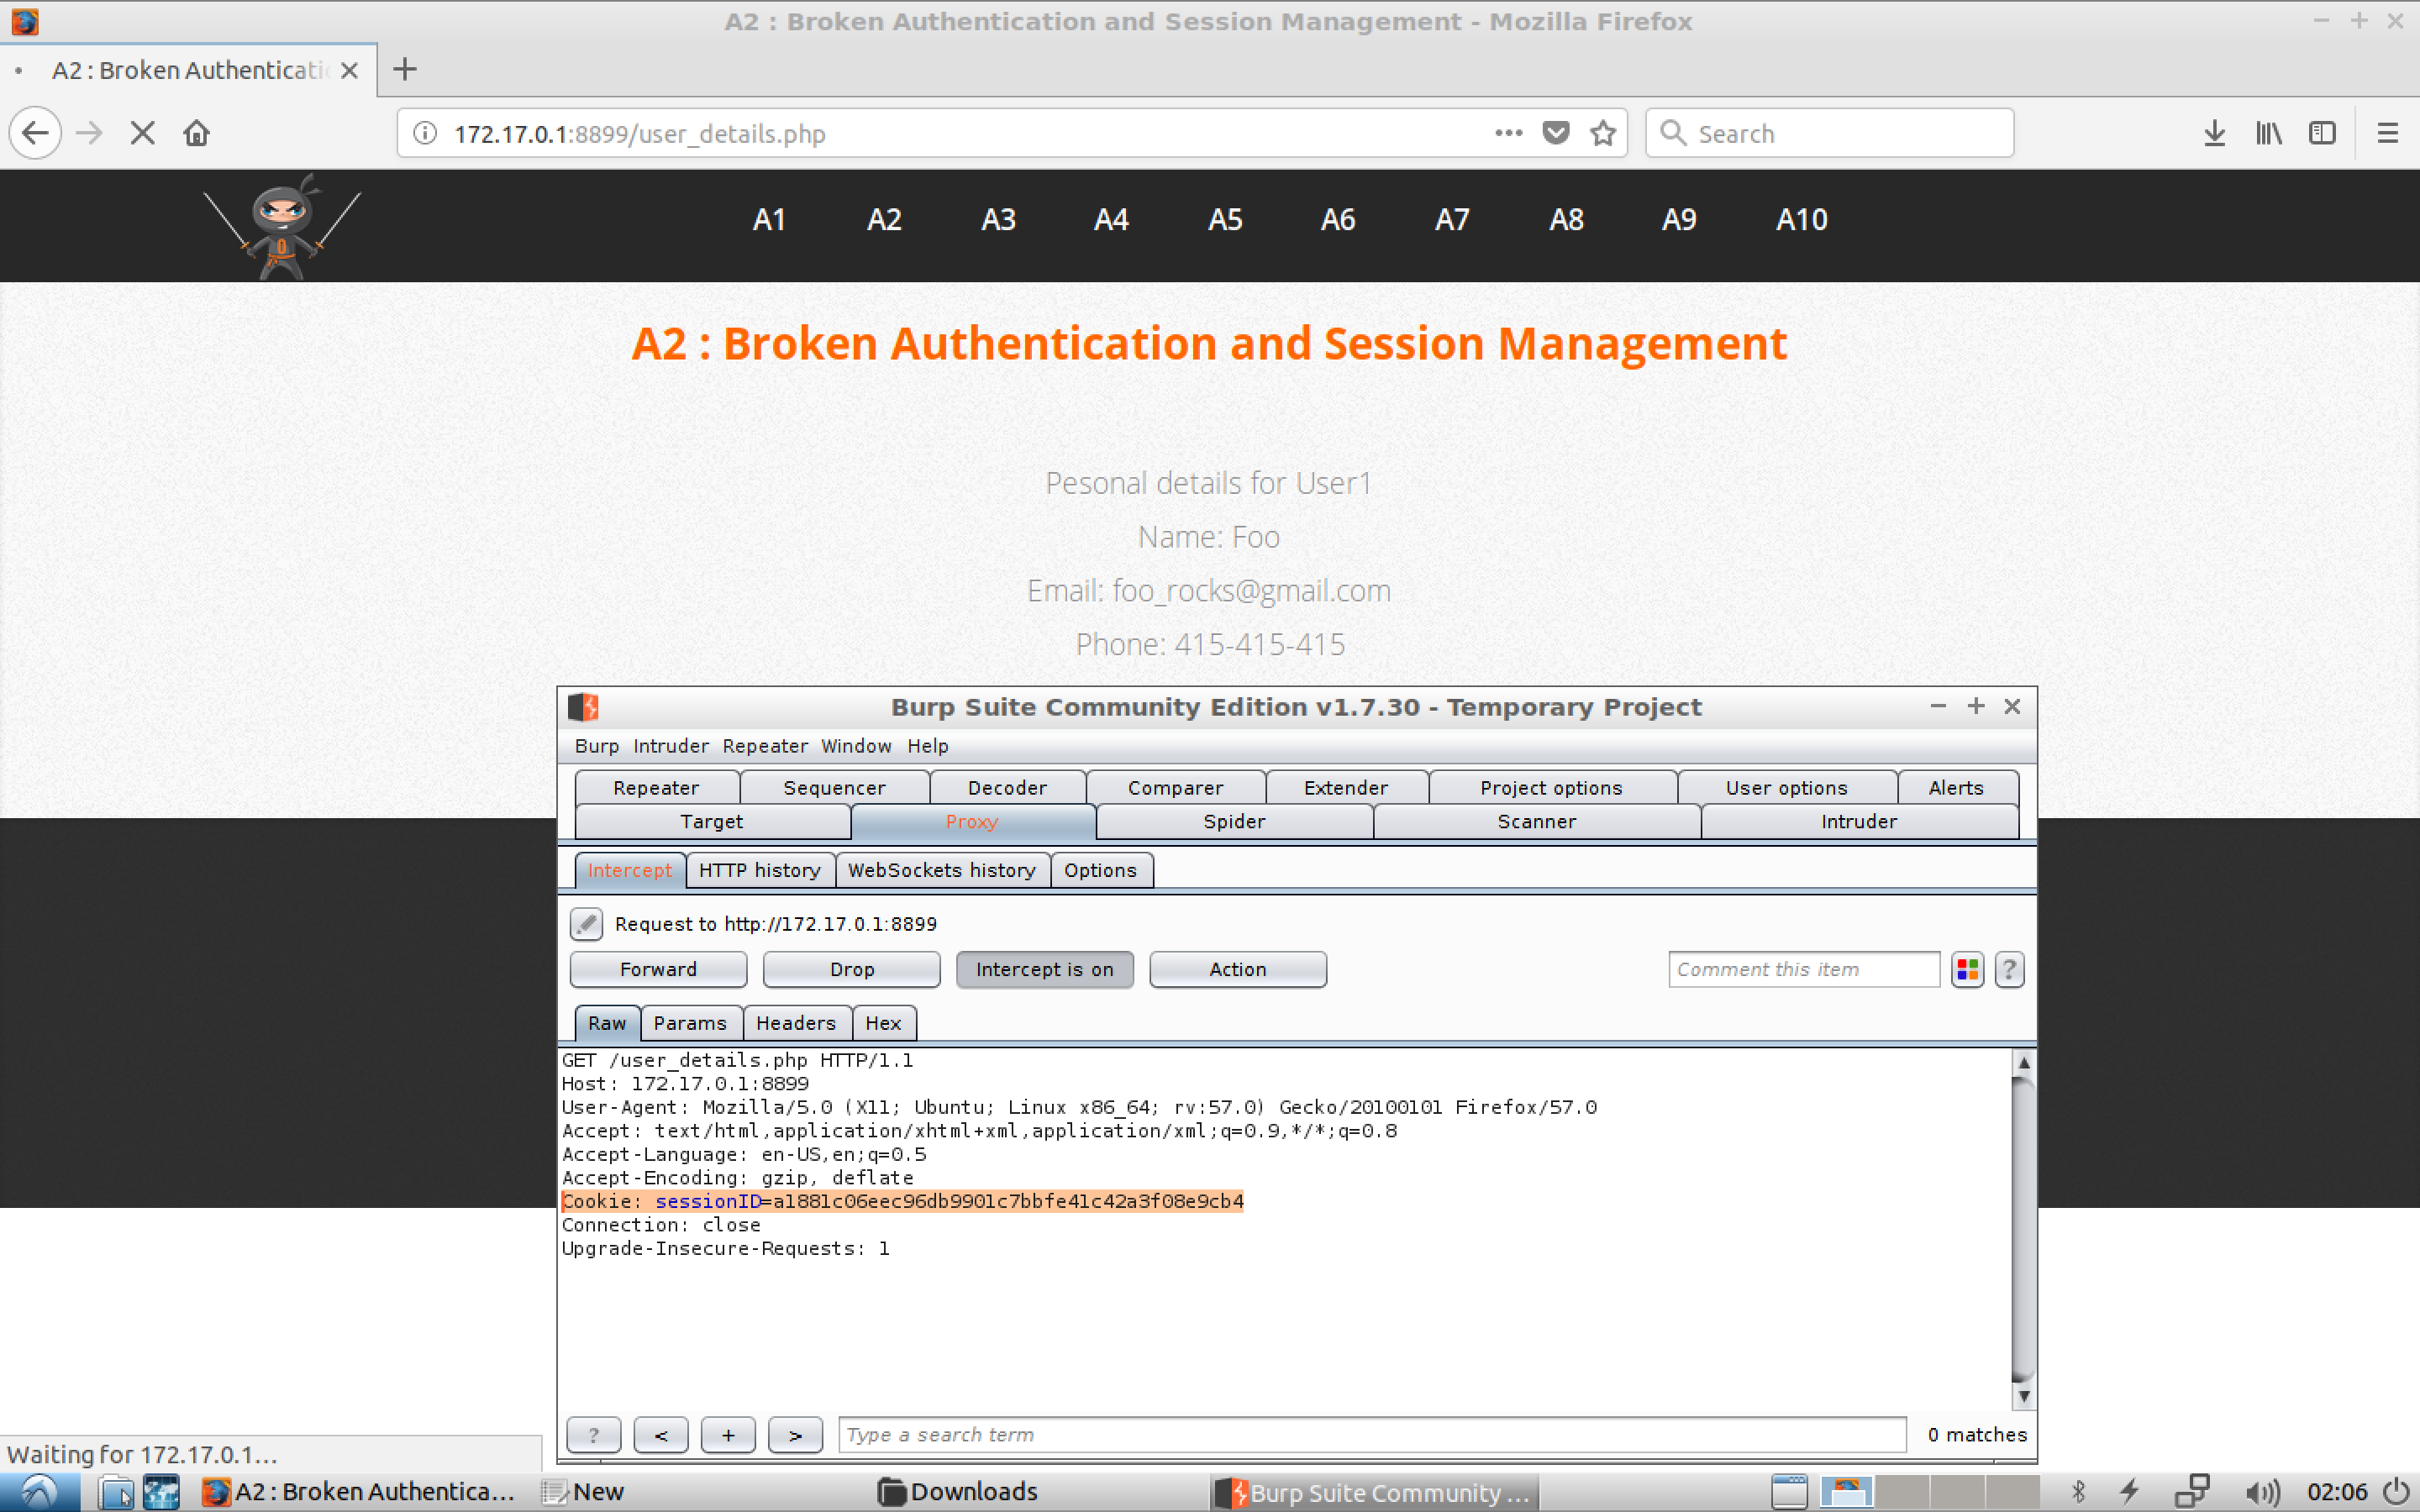 A2 : Broken Authentication and Session Management - Mozilla Firefox
A2 : Broken Authenticatio
172.17.0.1:8899/user_details.php
Search
A1 A2 A3 A4 A5 A6 A7 A8 A9 A10
A2 : Broken Authentication and Session Management
Pesonal details for User1
Name: Foo
Email: foo_rocks@gmail.com
Phone: 415-415-415
Burp Suite Community Edition v1.7.30 - Temporary Project
Burp Intruder Repeater Window Help
Repeater Sequencer Decoder Comparer Extender Project options User options Alerts
Target Proxy Spider Scanner Intruder
Intercept HTTP history WebSockets history Options
Request to http://172.17.0.1:8899
Forward Drop Intercept is on Action Comment this item ?
Raw Params Headers Hex
GET /user_details.php HTTP/1.1
Host: 172.17.0.1:8899
User-Agent: Mozilla/5.0 (X11; Ubuntu; Linux x86_64; rv:57.0) Gecko/20100101 Firefox/57.0
Accept: text/html,application/xhtml+xml,application/xml;q=0.9,*/*;q=0.8
Accept-Language: en-US,en;q=0.5
Accept-Encoding: gzip, deflate
Cookie: sessionID=a1881c06eec96db9901c7bbfe41c42a3f08e9cb4
Connection: close
Upgrade-Insecure-Requests: 1
? < + > Type a search term 0 matches
Waiting for 172.17.0.1...
A2 : Broken Authentica... New Downloads Burp Suite Community ... 02:06